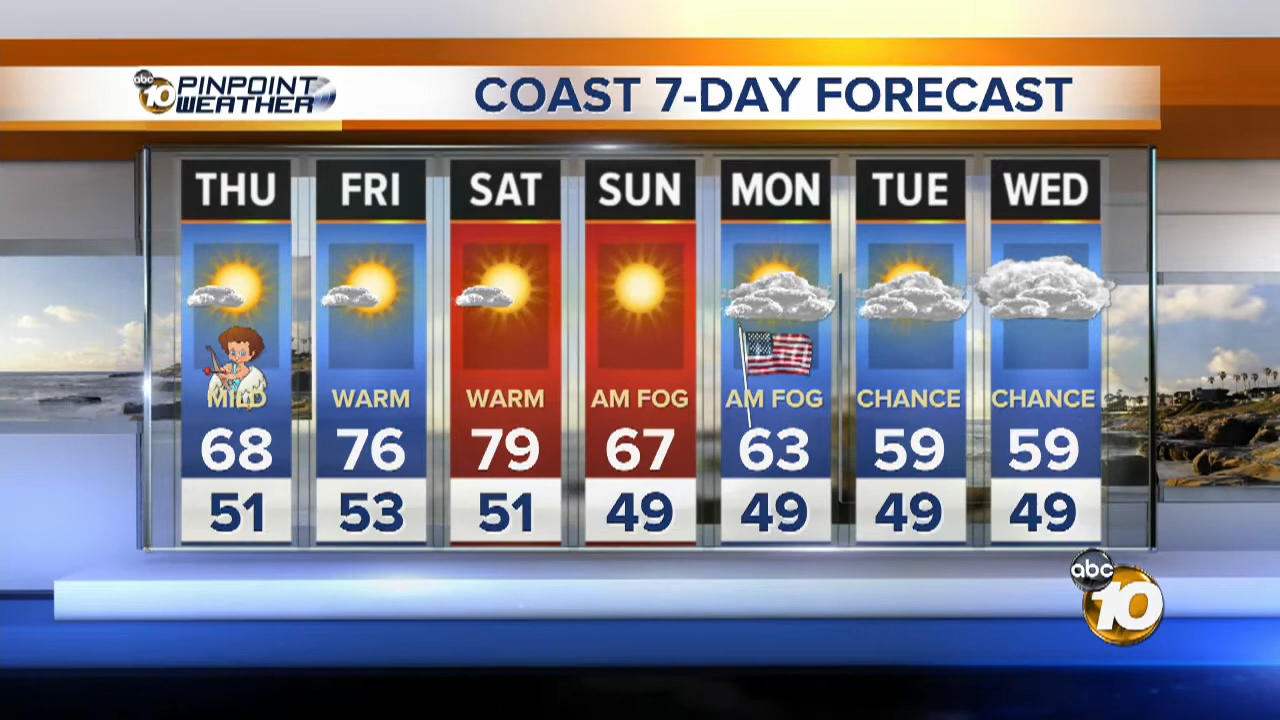 abc 10 PINPOINT WEATHER
COAST 7-DAY FORECAST
THU FRI SAT SUN MON TUE WED
MILD WARM WARM AM FOG AM FOG CHANCE CHANCE
68 76 79 67 63 59 59
51 53 51 49 49 49 49
abc
10